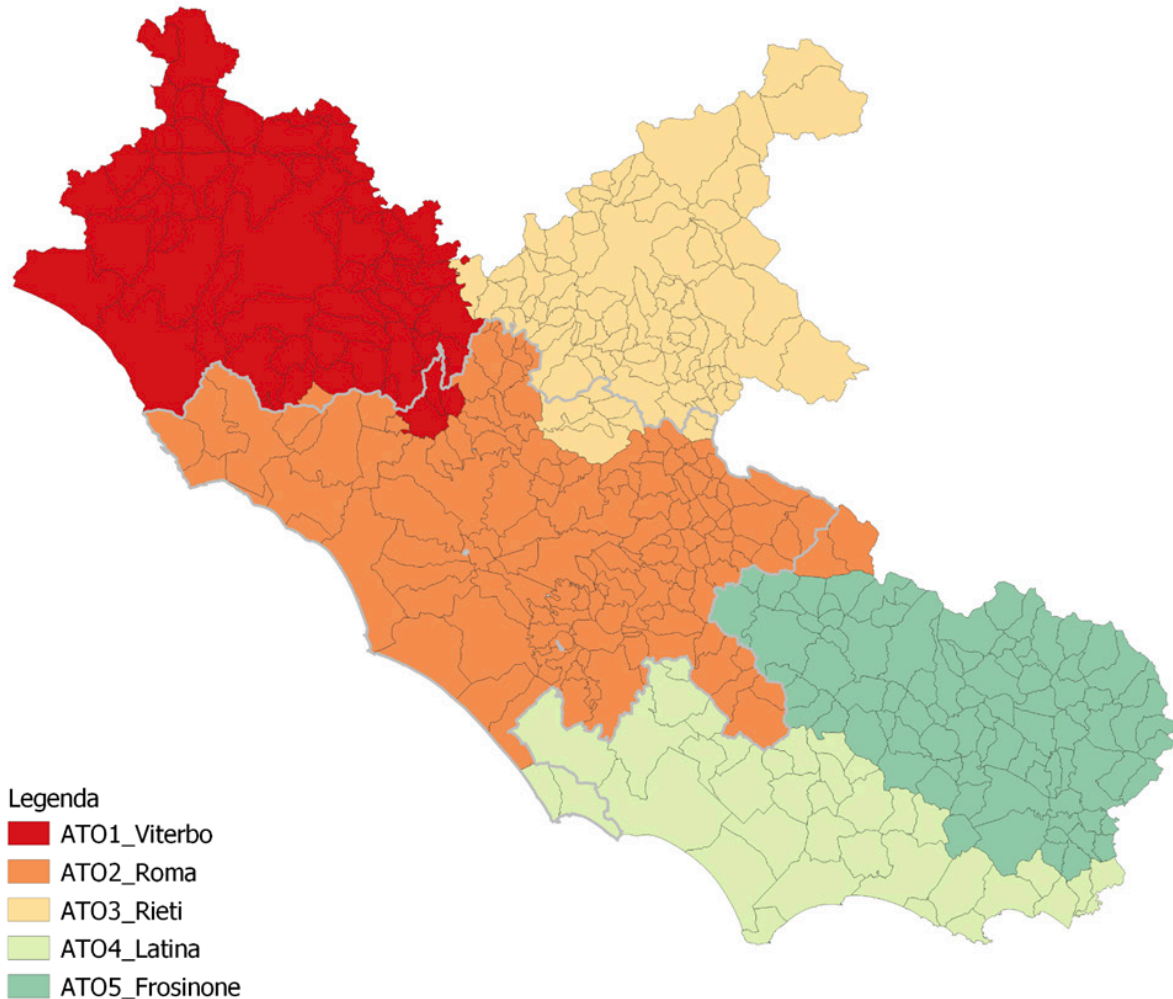 Legenda
ATO1_Viterbo
ATO2_Roma
ATO3_Rieti
ATO4_Latina
ATO5_Frosinone